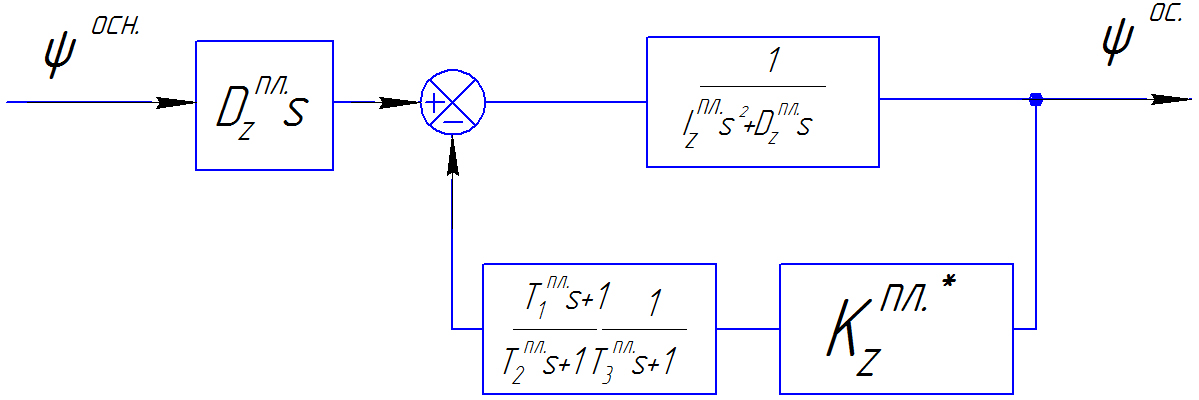 ψ ОСН.
D_z^ПЛ. s
+
−
1
I_z^ПЛ. s²+D_z^ПЛ. s
ψ ОС.
T_1^ПЛ. s+1 1
T_2^ПЛ. s+1 T_3^ПЛ. s+1
K_z^ПЛ. *